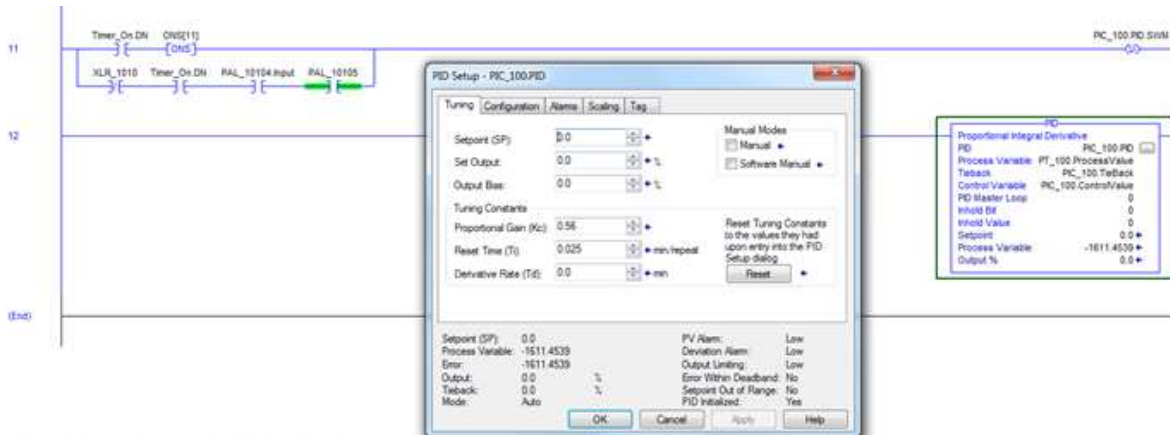 Timer_On.DN ONS[11] PIC_100.PID.SWM
11
[ONS]
XLR_1010 Timer_On.DN PAL_10104.Input PAL_10105
PID Setup - PIC_100.PID
Tuning Configuration Alarms Scaling Tag
Setpoint (SP): 0.0
Set Output: 0.0 %
Output Bias: 0.0 %
Manual Modes
Manual
Software Manual
Tuning Constants
Proportional Gain (Kc): 0.56
Reset Time (Ti): 0.025 min/repeat
Derivative Rate (Td): 0.0 min
Reset Tuning Constants
to the values they had
upon entry into the PID
Setup dialog
Reset
Setpoint (SP): 0.0
Process Variable: -1611.4539
Error: -1611.4539
Output: 0.0 %
Tieback: 0.0 %
Mode: Auto
PV Alarm: Low
Deviation Alarm: Low
Output Limiting: Low
Error Within Deadband: No
Setpoint Out of Range: No
PID Initialized: Yes
OK Cancel Apply Help
12
PID
Proportional Integral Derivative
PID PIC_100.PID ...
Process Variable PT_100.ProcessValue
Tieback PIC_100.TieBack
Control Variable PIC_100.ControlValue
PID Master Loop 0
Inhold Bit 0
Inhold Value 0
Setpoint 0.0
Process Variable -1611.4539
Output % 0.0
(End)